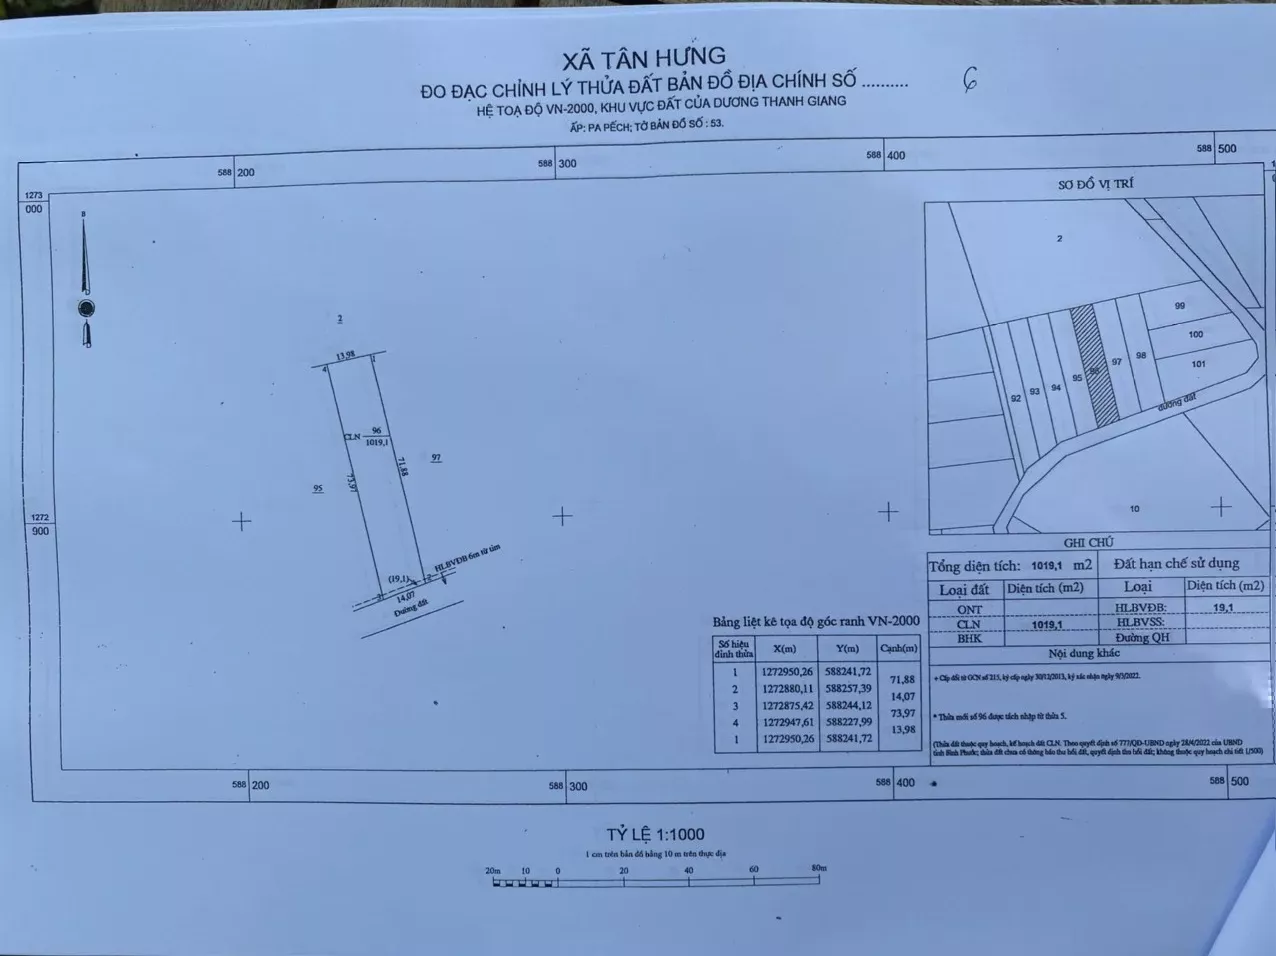 XÃ TÂN HƯNG
ĐO ĐẠC CHỈNH LÝ THỬA ĐẤT BẢN ĐỒ ĐỊA CHÍNH SỐ .......... 6
HỆ TOẠ ĐỘ VN-2000, KHU VỰC ĐẤT CỦA DƯƠNG THANH GIANG
ẤP: PA PẾCH; TỜ BẢN ĐỒ SỐ : 53.
588 200
588 300
588 400
588 500
1273
000
B
2
13,98
4
1
CLN
96
1019,1
71,88
73,97
97
95
(19,1)
2
3
14,07
HLBVĐB 6m từ tim
Đường đất
1272
900
SƠ ĐỒ VỊ TRÍ
2
99
100
101
98
97
96
95
94
93
92
đường đất
10
GHI CHÚ
Tổng diện tích: 1019,1 m2
Đất hạn chế sử dụng
Loại đất Diện tích (m2) Loại Diện tích (m2)
ONT HLBVĐB: 19,1
CLN 1019,1 HLBVSS:
BHK Đường QH
Nội dung khác
+ Cấp đổi từ GCN số 215, ký cấp ngày 30/12/2013, ký xác nhận ngày 9/3/2022.
* Thửa mới số 96 được tách nhập từ thửa 5.
(Thửa đất thuộc quy hoạch, kế hoạch đất CLN. Theo quyết định số 777/QĐ-UBND ngày 28/4/2022 của UBND
tỉnh Bình Phước; thửa đất chưa có thông báo thu hồi đất, quyết định thu hồi đất; không thuộc quy hoạch chi tiết 1/500)
Bảng liệt kê tọa độ góc ranh VN-2000
Số hiệu
đỉnh thửa X(m) Y(m) Cạnh(m)
1 1272950,26 588241,72
71,88
2 1272880,11 588257,39
14,07
3 1272875,42 588244,12
73,97
4 1272947,61 588227,99
13,98
1 1272950,26 588241,72
588 200
588 300
588 400
588 500
TỶ LỆ 1:1000
1 cm trên bản đồ bằng 10 m trên thực địa
20m 10 0 20 40 60 80m